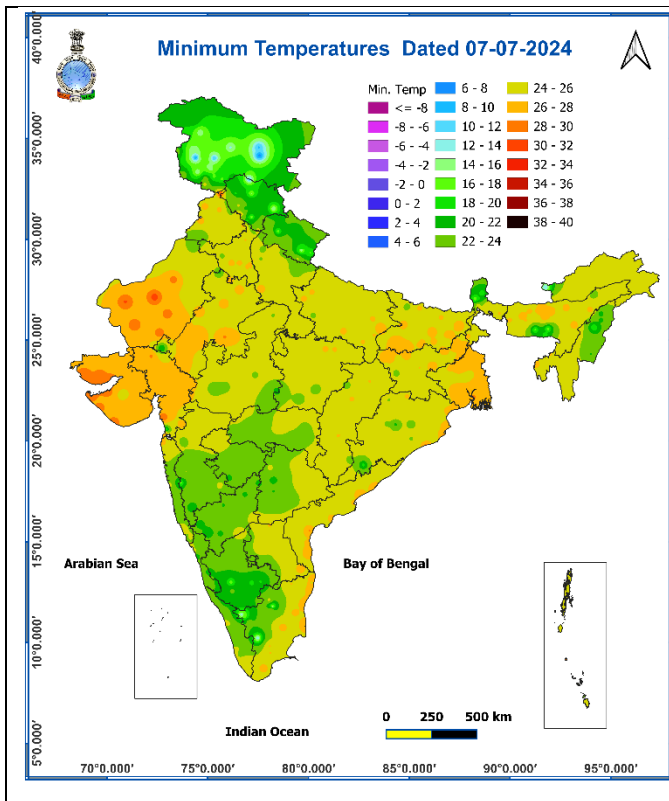 Minimum Temperatures Dated 07-07-2024
Min. Temp
<= -8
-8 - -6
-6 - -4
-4 - -2
-2 - 0
0 - 2
2 - 4
4 - 6
6 - 8
8 - 10
10 - 12
12 - 14
14 - 16
16 - 18
18 - 20
20 - 22
22 - 24
24 - 26
26 - 28
28 - 30
30 - 32
32 - 34
34 - 36
36 - 38
38 - 40
40°0.000'
35°0.000'
30°0.000'
25°0.000'
20°0.000'
15°0.000'
10°0.000'
5°0.000'
Arabian Sea
Bay of Bengal
Indian Ocean
0 250 500 km
70°0.000' 75°0.000' 80°0.000' 85°0.000' 90°0.000' 95°0.000'